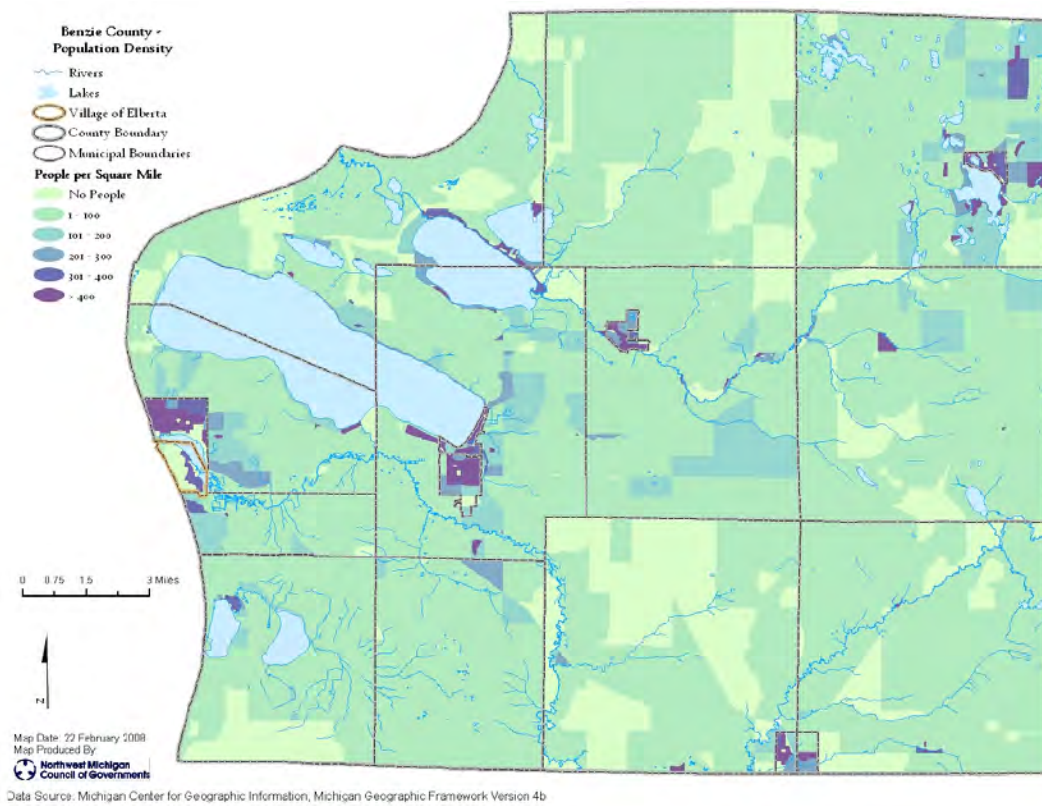 Benzie County -
Population Density
Rivers
Lakes
Village of Elberta
County Boundary
Municipal Boundaries
People per Square Mile
No People
1 - 100
101 - 200
201 - 300
301 - 400
> 400
0 0.75 1.5 3 Miles
N
Map Date: 22 February 2008
Map Produced By:
Northwest Michigan
Council of Governments
Data Source: Michigan Center for Geographic Information, Michigan Geographic Framework Version 4b